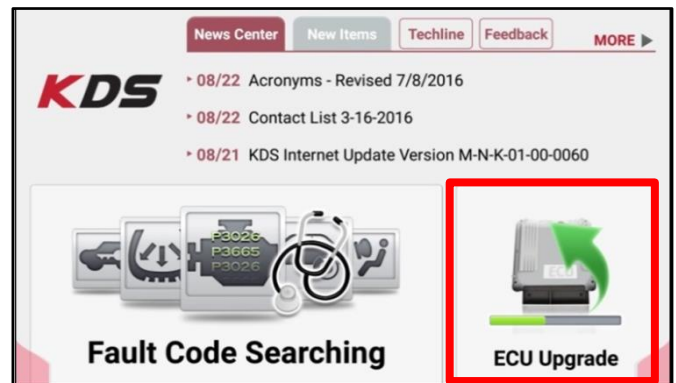 News Center New Items Techline Feedback MORE ▶
KDS
08/22 Acronyms - Revised 7/8/2016
08/22 Contact List 3-16-2016
08/21 KDS Internet Update Version M-N-K-01-00-0060
P3026
P3665
P3026
ECU
Fault Code Searching
ECU Upgrade